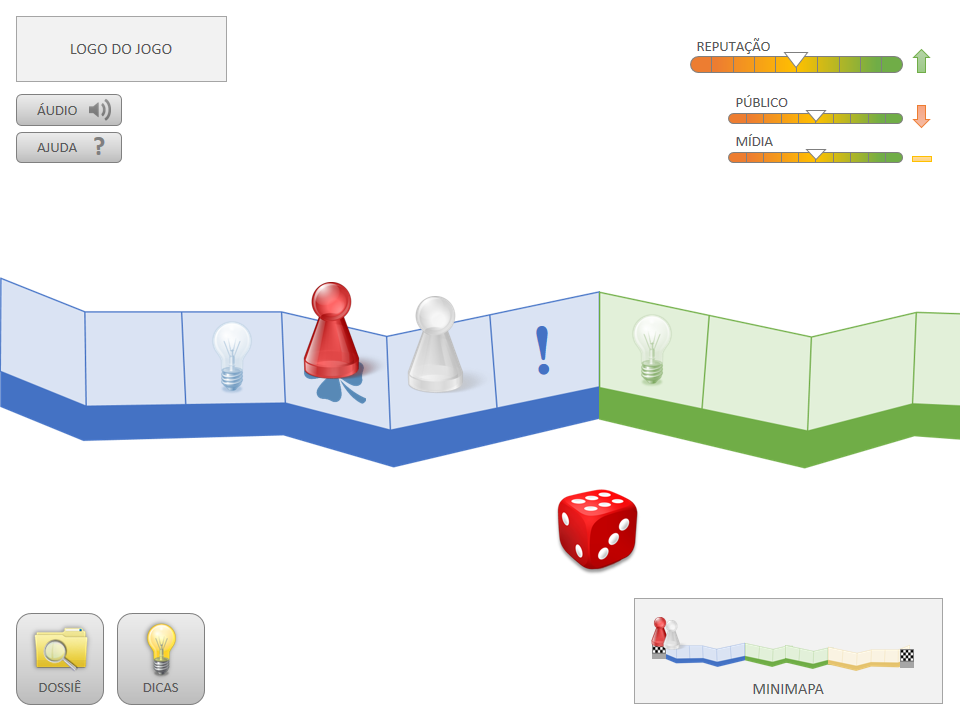 LOGO DO JOGO
REPUTAÇÃO
ÁUDIO
PÚBLICO
AJUDA ?
MÍDIA
!
DOSSIÊ
DICAS
MINIMAPA